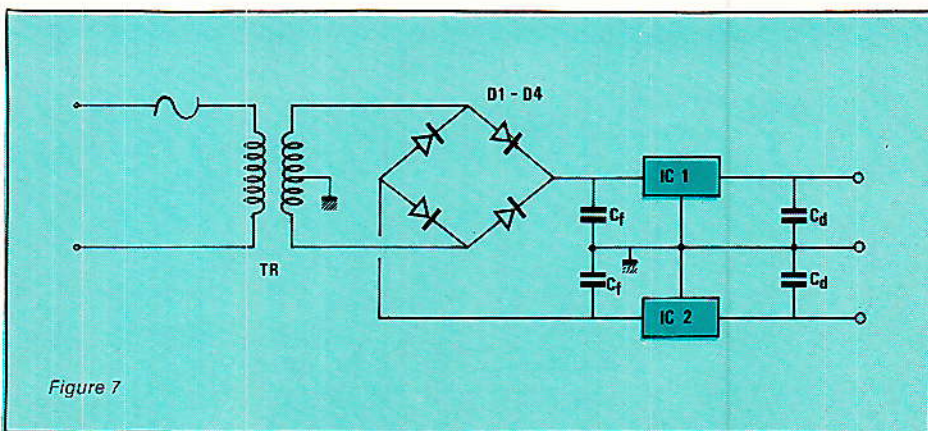 D1 - D4
IC 1
Cf
Cd
TR
Cf
Cd
IC 2
Figure 7